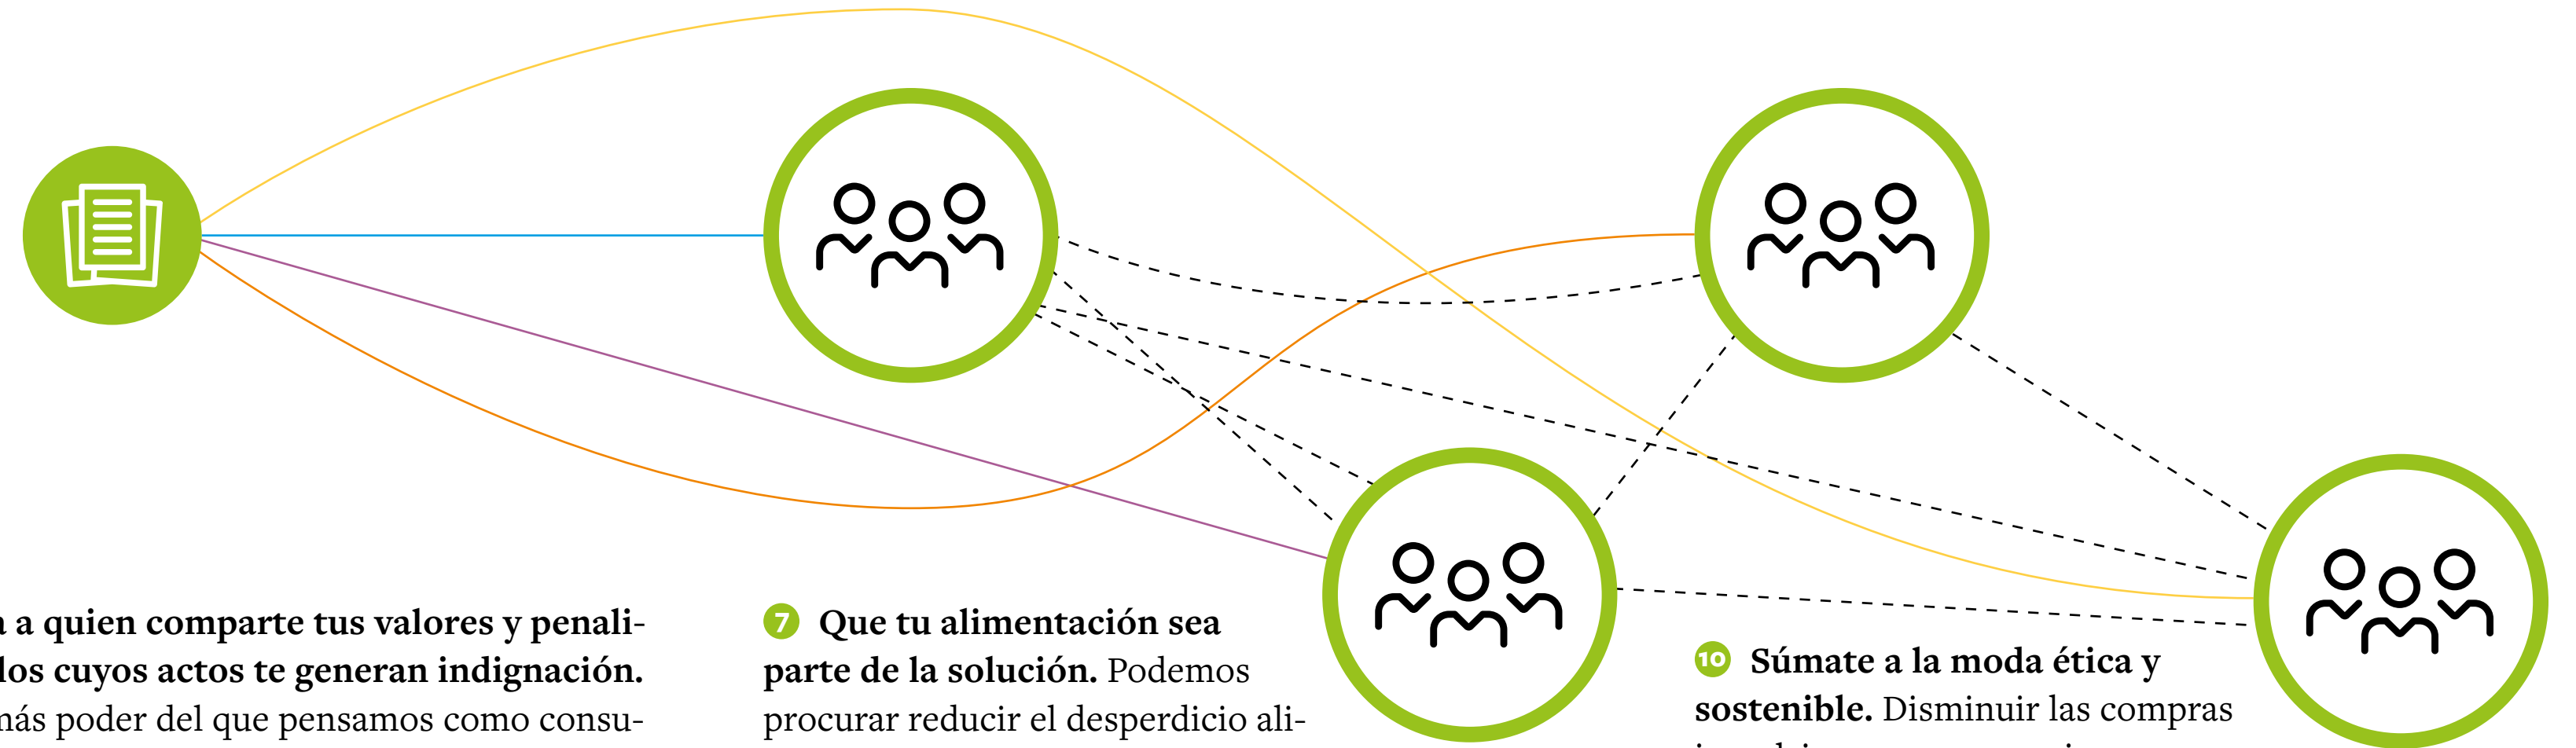 a quien comparte tus valores y penali-
los cuyos actos te generan indignación.
más poder del que pensamos como consu-
7 Que tu alimentación sea
parte de la solución. Podemos
procurar reducir el desperdicio ali-
10 Súmate a la moda ética y
sostenible. Disminuir las compras